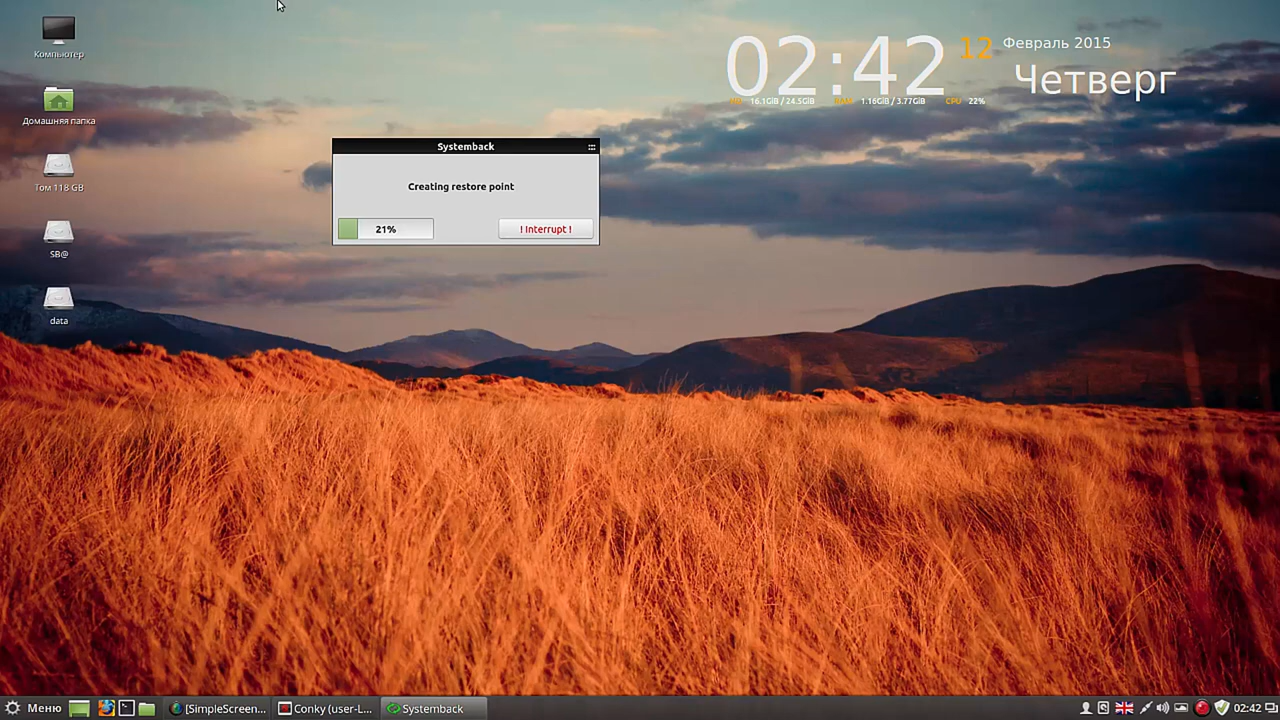 Компьютер
Домашняя папка
Том 118 GB
SB@
data
02:42 12 Февраль 2015
Четверг
16.1GiB / 24.5GiB RAM 1.16GiB / 3.77GiB CPU 22%
Systemback
Creating restore point
21% ! Interrupt !
Меню [SimpleScreen... Conky (user-L... Systemback 02:42